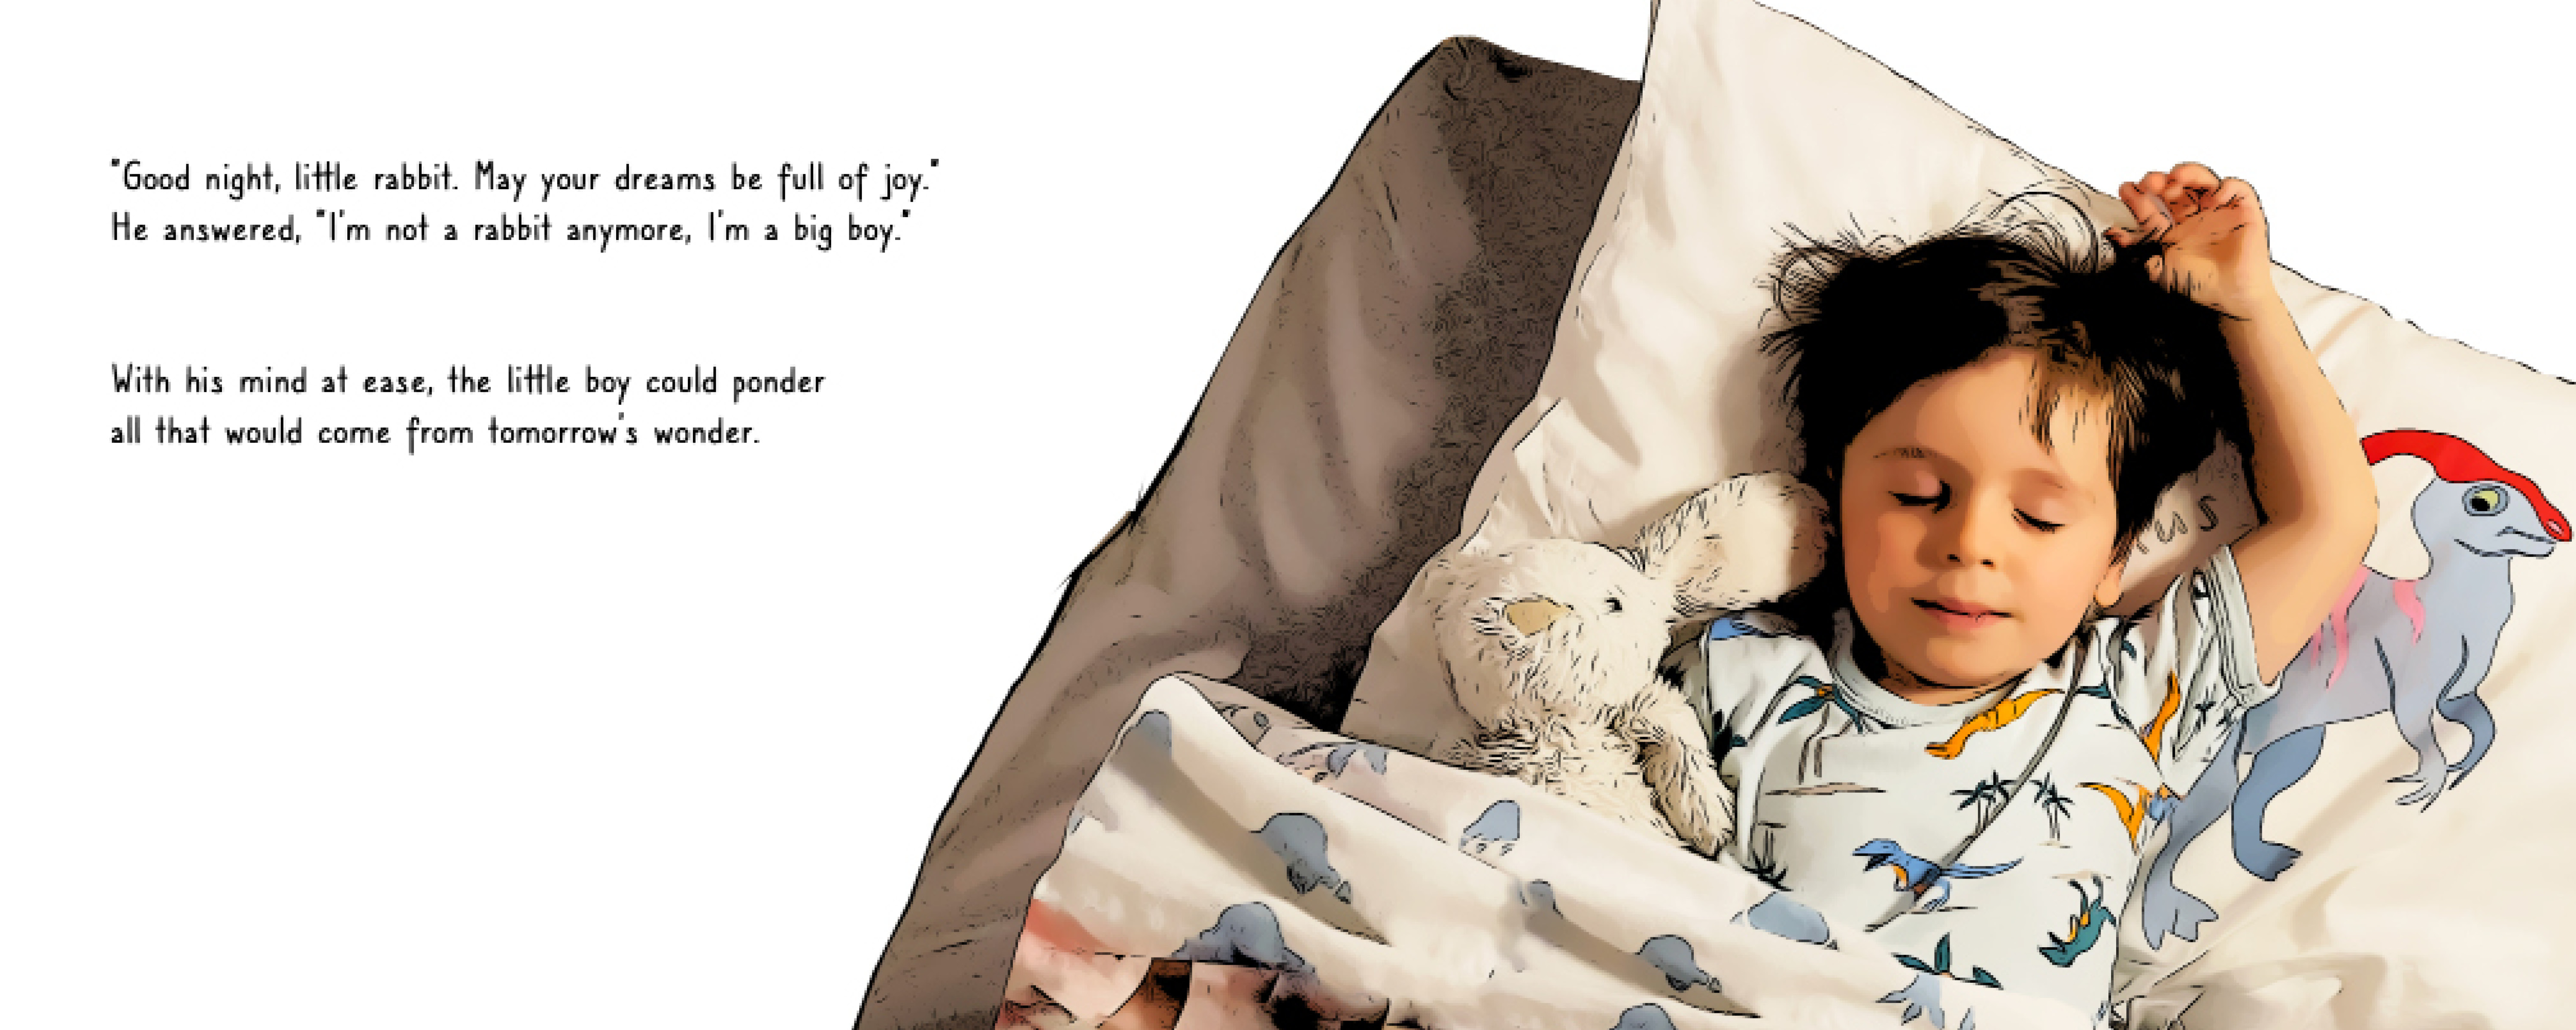 "Good night, little rabbit. May your dreams be full of joy."
He answered, "I'm not a rabbit anymore, I'm a big boy."
With his mind at ease, the little boy could ponder
all that would come from tomorrow's wonder.